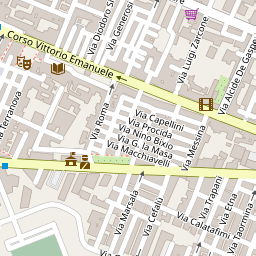 Via Diodoro Si
Via Generosi
Via Luigi Zarcone
Via Alcide De Gaspe
Corso Vittorio Emanuele
Via Roma
Via Capellini
Via Procida
Via Nino Bixio
Via G. la Masa
Via Macchiavelli
Via Messina
Terranova
Via Marsala
Via Cefalù
Via Trapani
Via Etna
Via Taormina
Via Calatafimi